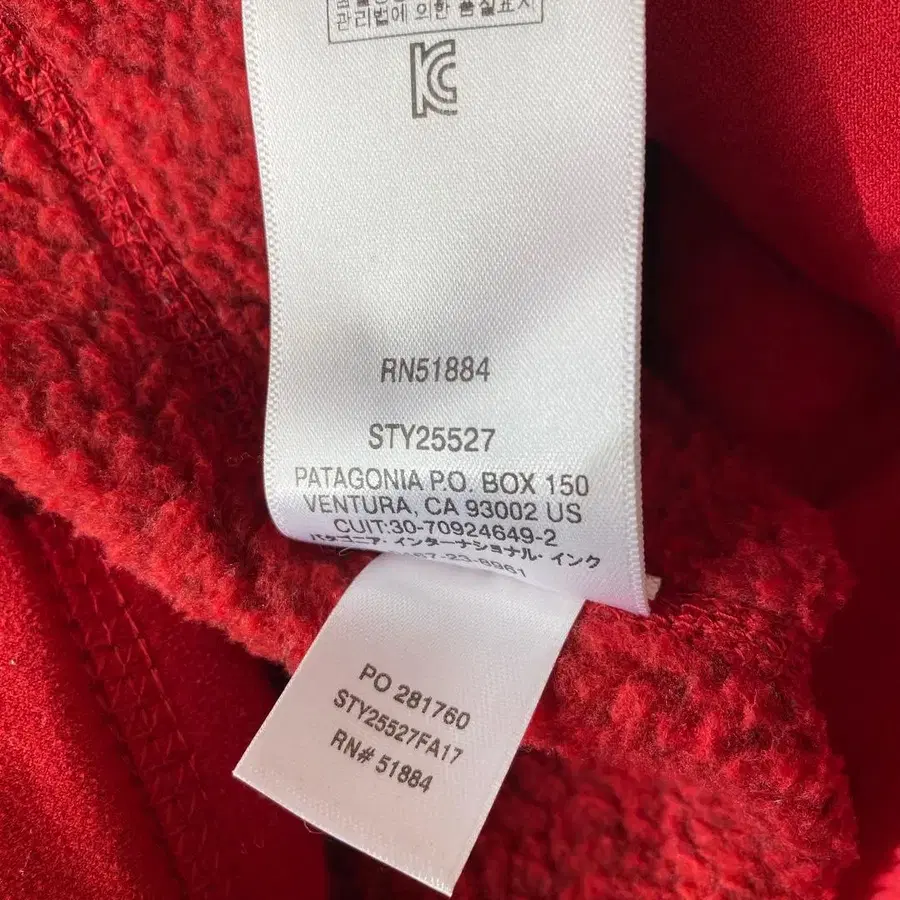 관리법에 의한 품질표시
KC
RN51884
STY25527
PATAGONIA P.O. BOX 150
VENTURA, CA 93002 US
CUIT:30-70924649-2
パタゴニア・インターナショナル・インク
PO 281760
STY25527FA17
RN# 51884